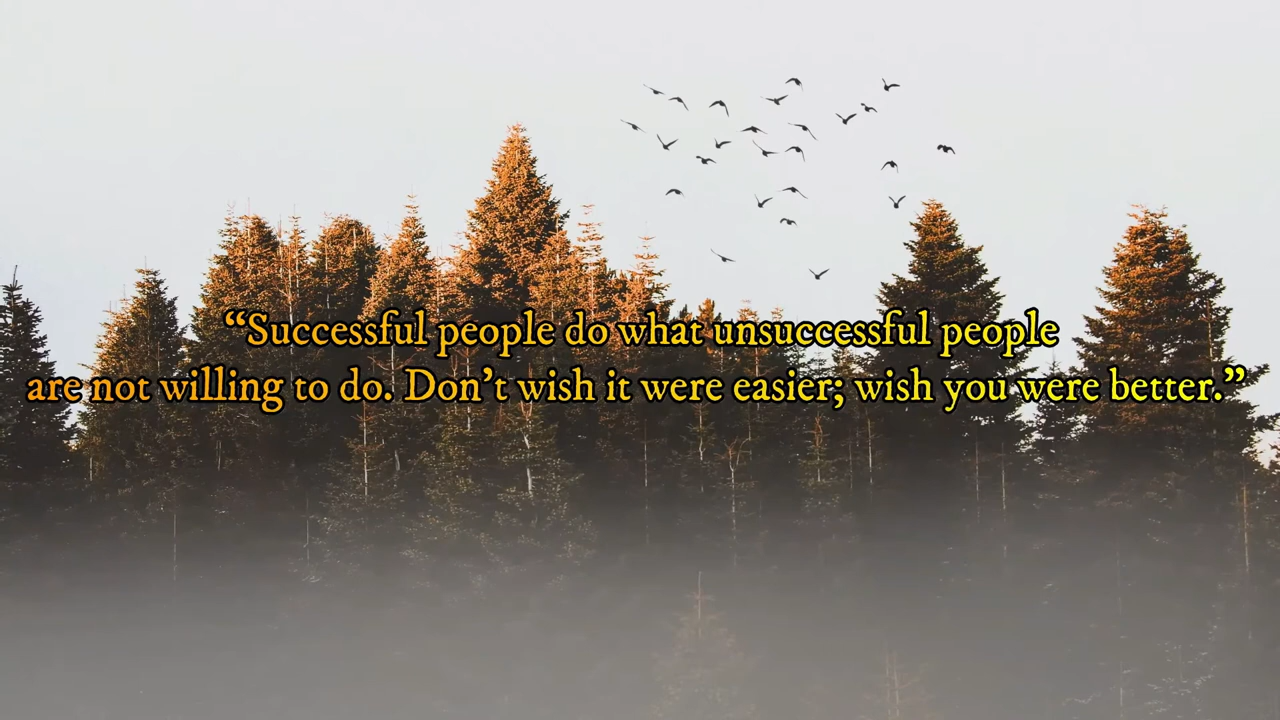 “Successful people do what unsuccessful people
are not willing to do. Don’t wish it were easier; wish you were better.”